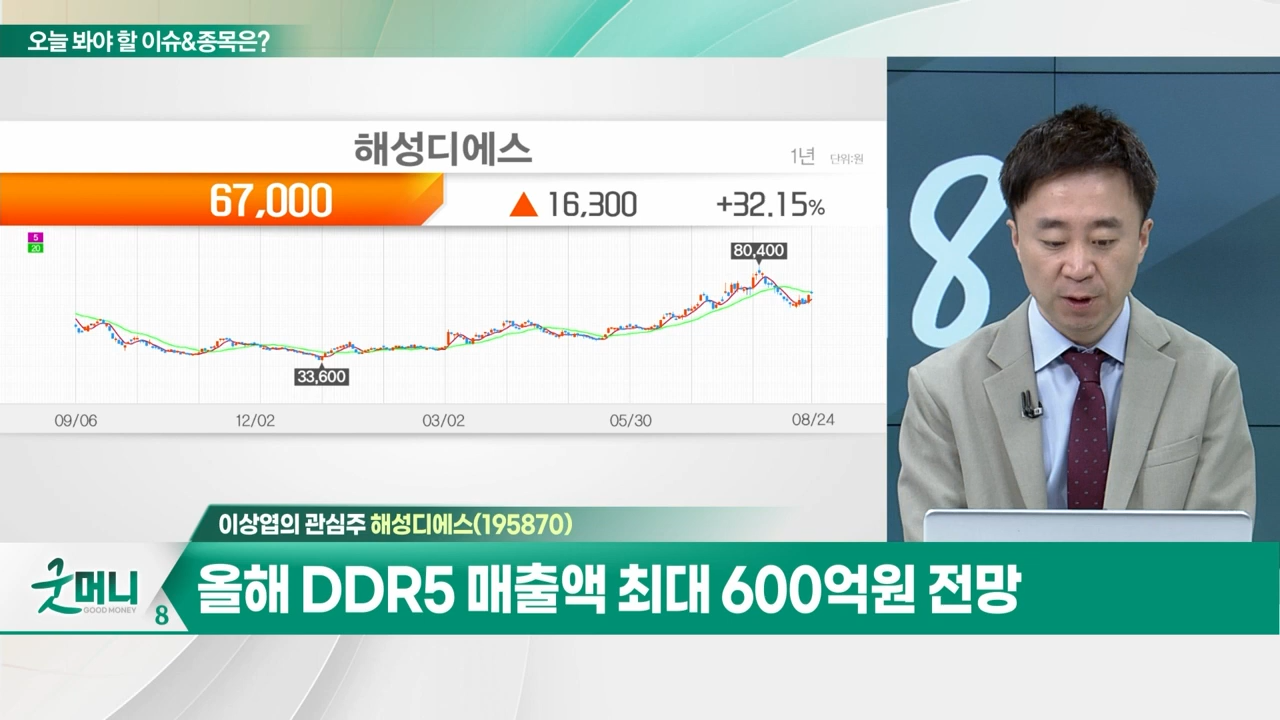 오늘 봐야 할 이슈&종목은?
해성디에스
1년 단위:원
67,000 ▲ 16,300 +32.15%
5
20
80,400
33,600
09/06 12/02 03/02 05/30 08/24
8
이상엽의 관심주 해성디에스(195870)
굿머니
GOOD MONEY
8
올해 DDR5 매출액 최대 600억원 전망